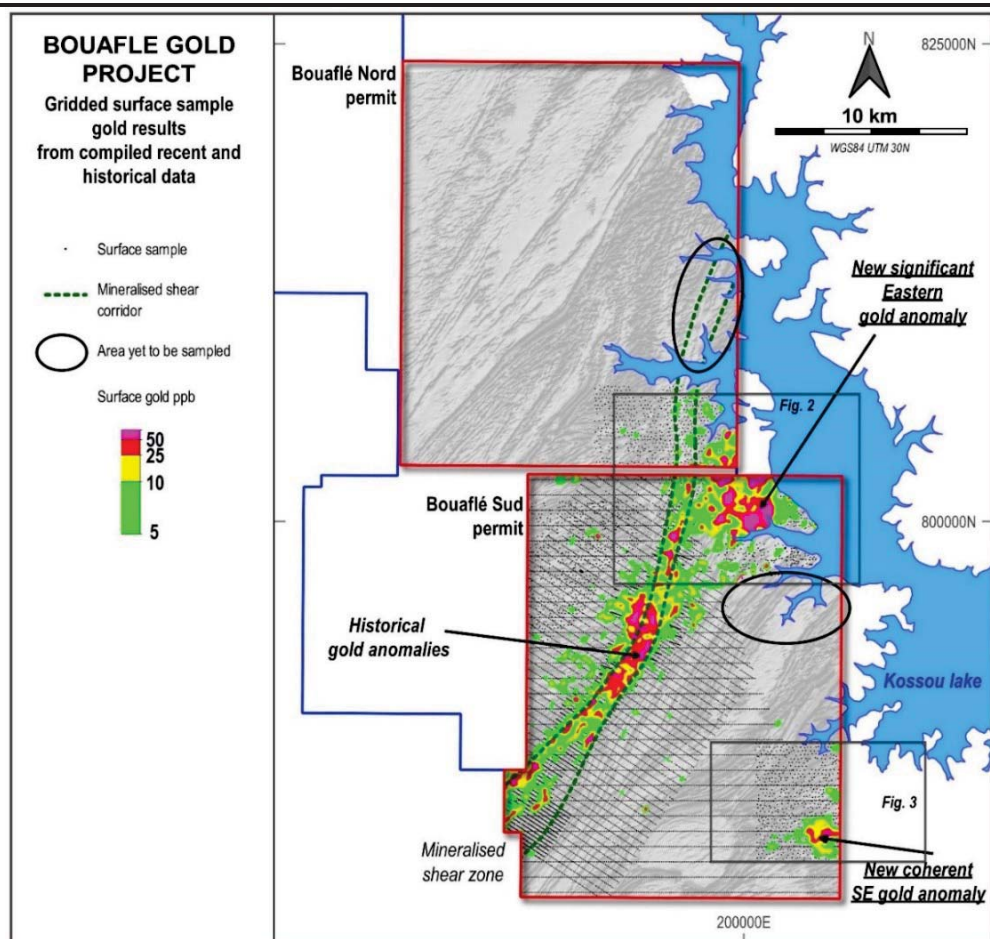 BOUAFLE GOLD
PROJECT
Gridded surface sample
gold results
from compiled recent and
historical data
Surface sample
Mineralised shear
corridor
Area yet to be sampled
Surface gold ppb
50
25
10
5
Bouaflé Nord
permit
N
825000N
10 km
WGS84 UTM 30N
New significant
Eastern
gold anomaly
Fig. 2
Bouaflé Sud
permit
800000N
Historical
gold anomalies
Kossou lake
Fig. 3
Mineralised
shear zone
New coherent
SE gold anomaly
200000E